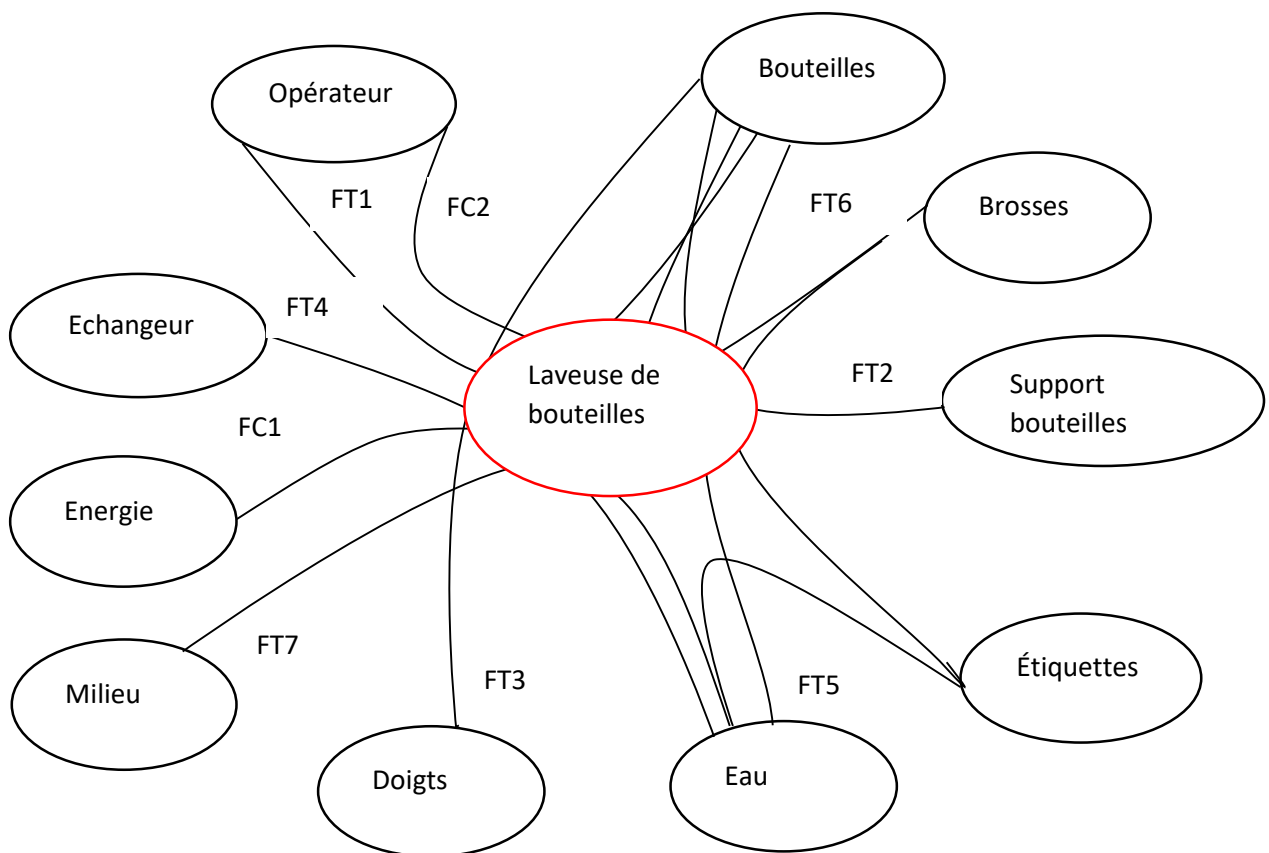 Bouteilles
Opérateur
FT1
FC2
FT6
Brosses
Echangeur
FT4
Laveuse de
bouteilles
FT2
Support
bouteilles
FC1
Energie
FT7
Milieu
FT3
FT5
Étiquettes
Doigts
Eau